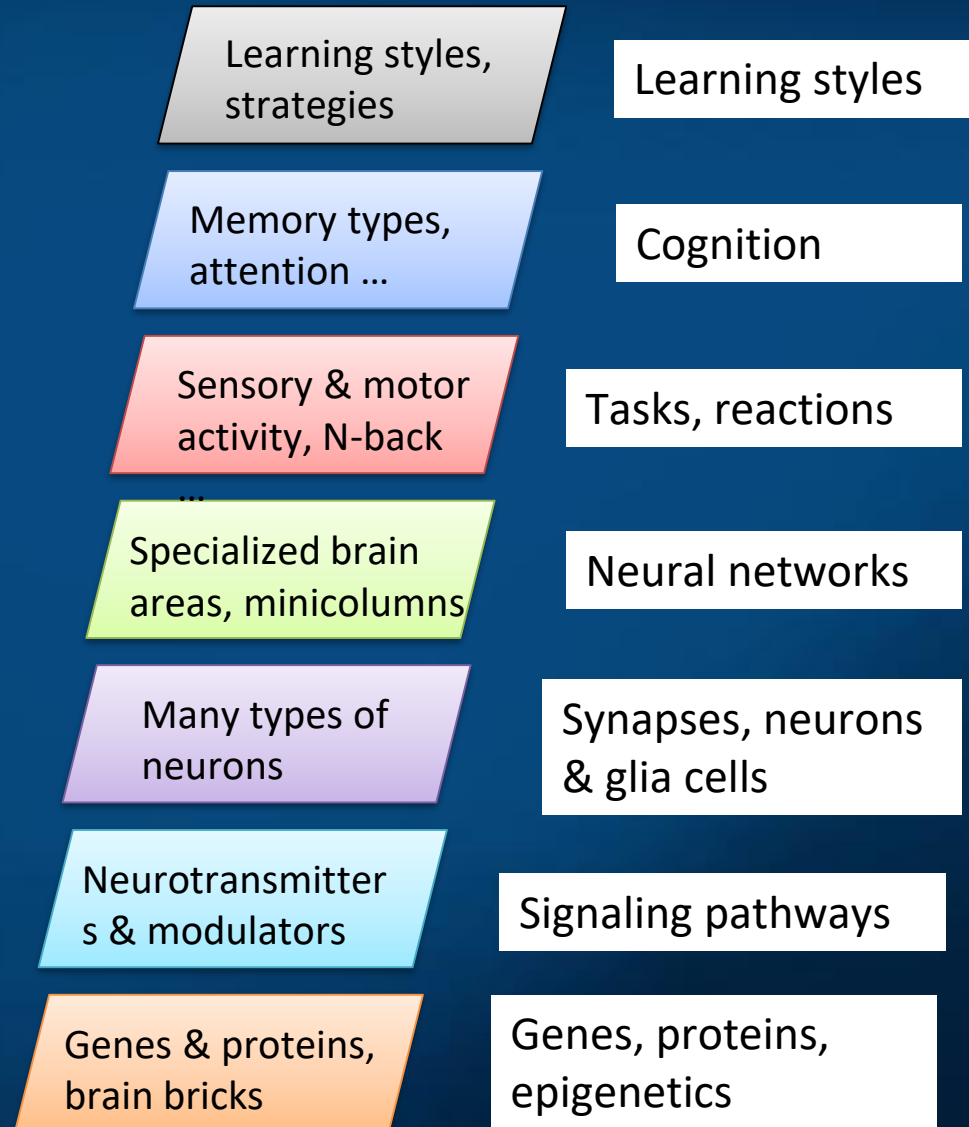 Learning styles,
strategies
Learning styles
Memory types,
attention …
Cognition
Sensory & motor
activity, N-back
…
Tasks, reactions
Specialized brain
areas, minicolumns
Neural networks
Many types of
neurons
Synapses, neurons
& glia cells
Neurotransmitter
s & modulators
Signaling pathways
Genes & proteins,
brain bricks
Genes, proteins,
epigenetics